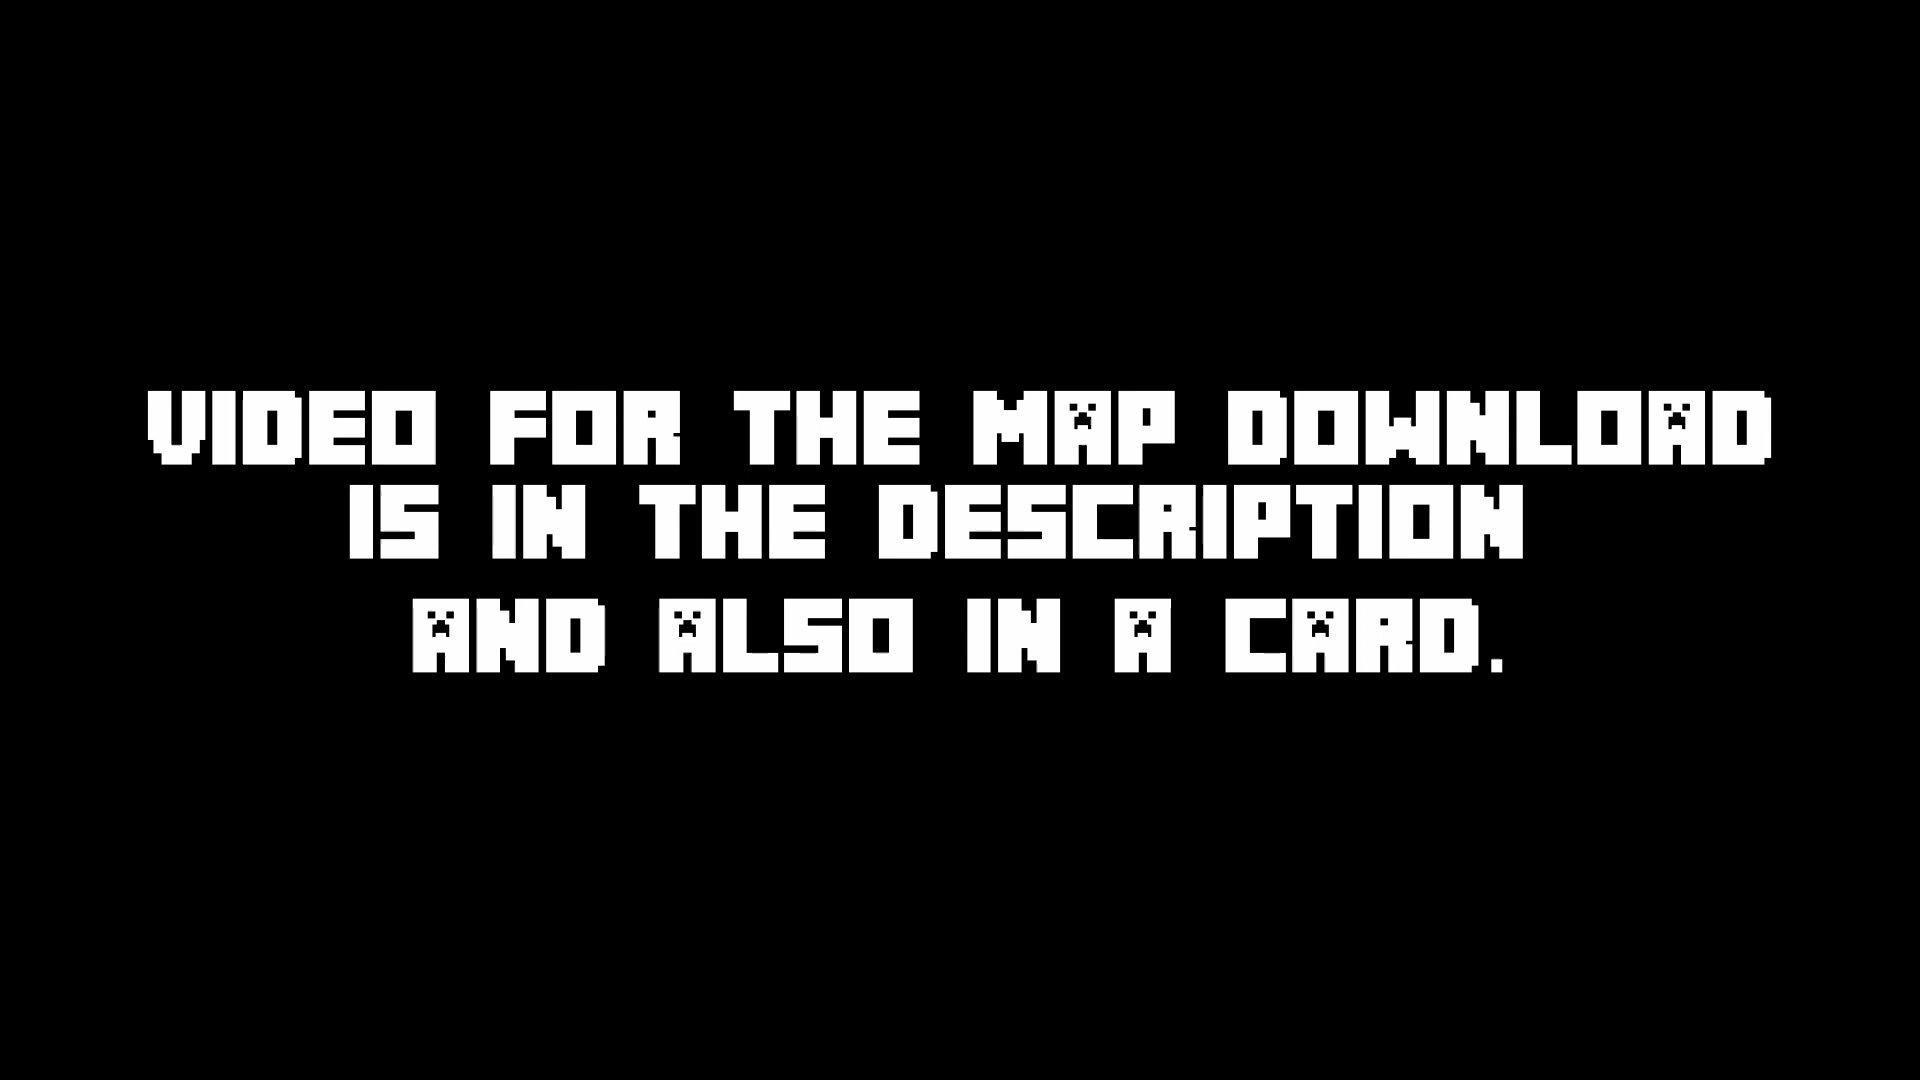 VIDEO FOR THE MAP DOWNLOAD
IS IN THE DESCRIPTION
AND ALSO IN A CARD.